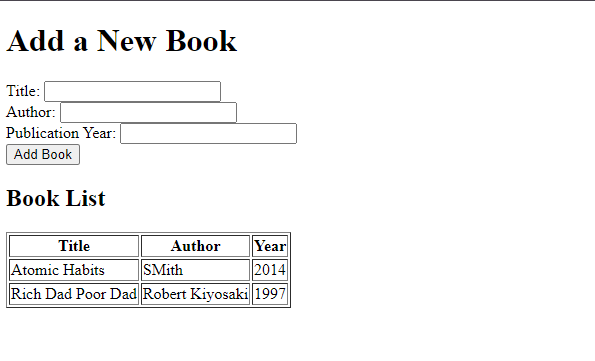 Add a New Book
Title:
Author:
Publication Year:
Add Book
Book List
Title Author Year
Atomic Habits SMith 2014
Rich Dad Poor Dad Robert Kiyosaki 1997